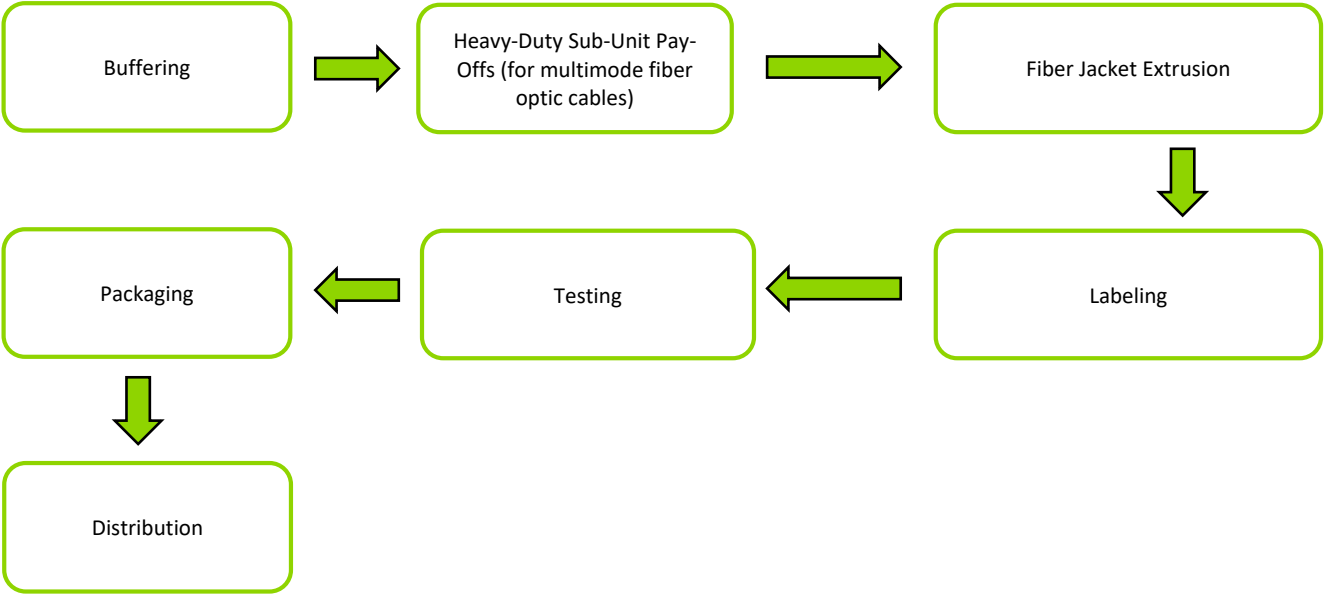 Buffering
Heavy-Duty Sub-Unit Pay-
Offs (for multimode fiber
optic cables)
Fiber Jacket Extrusion
Labeling
Testing
Packaging
Distribution